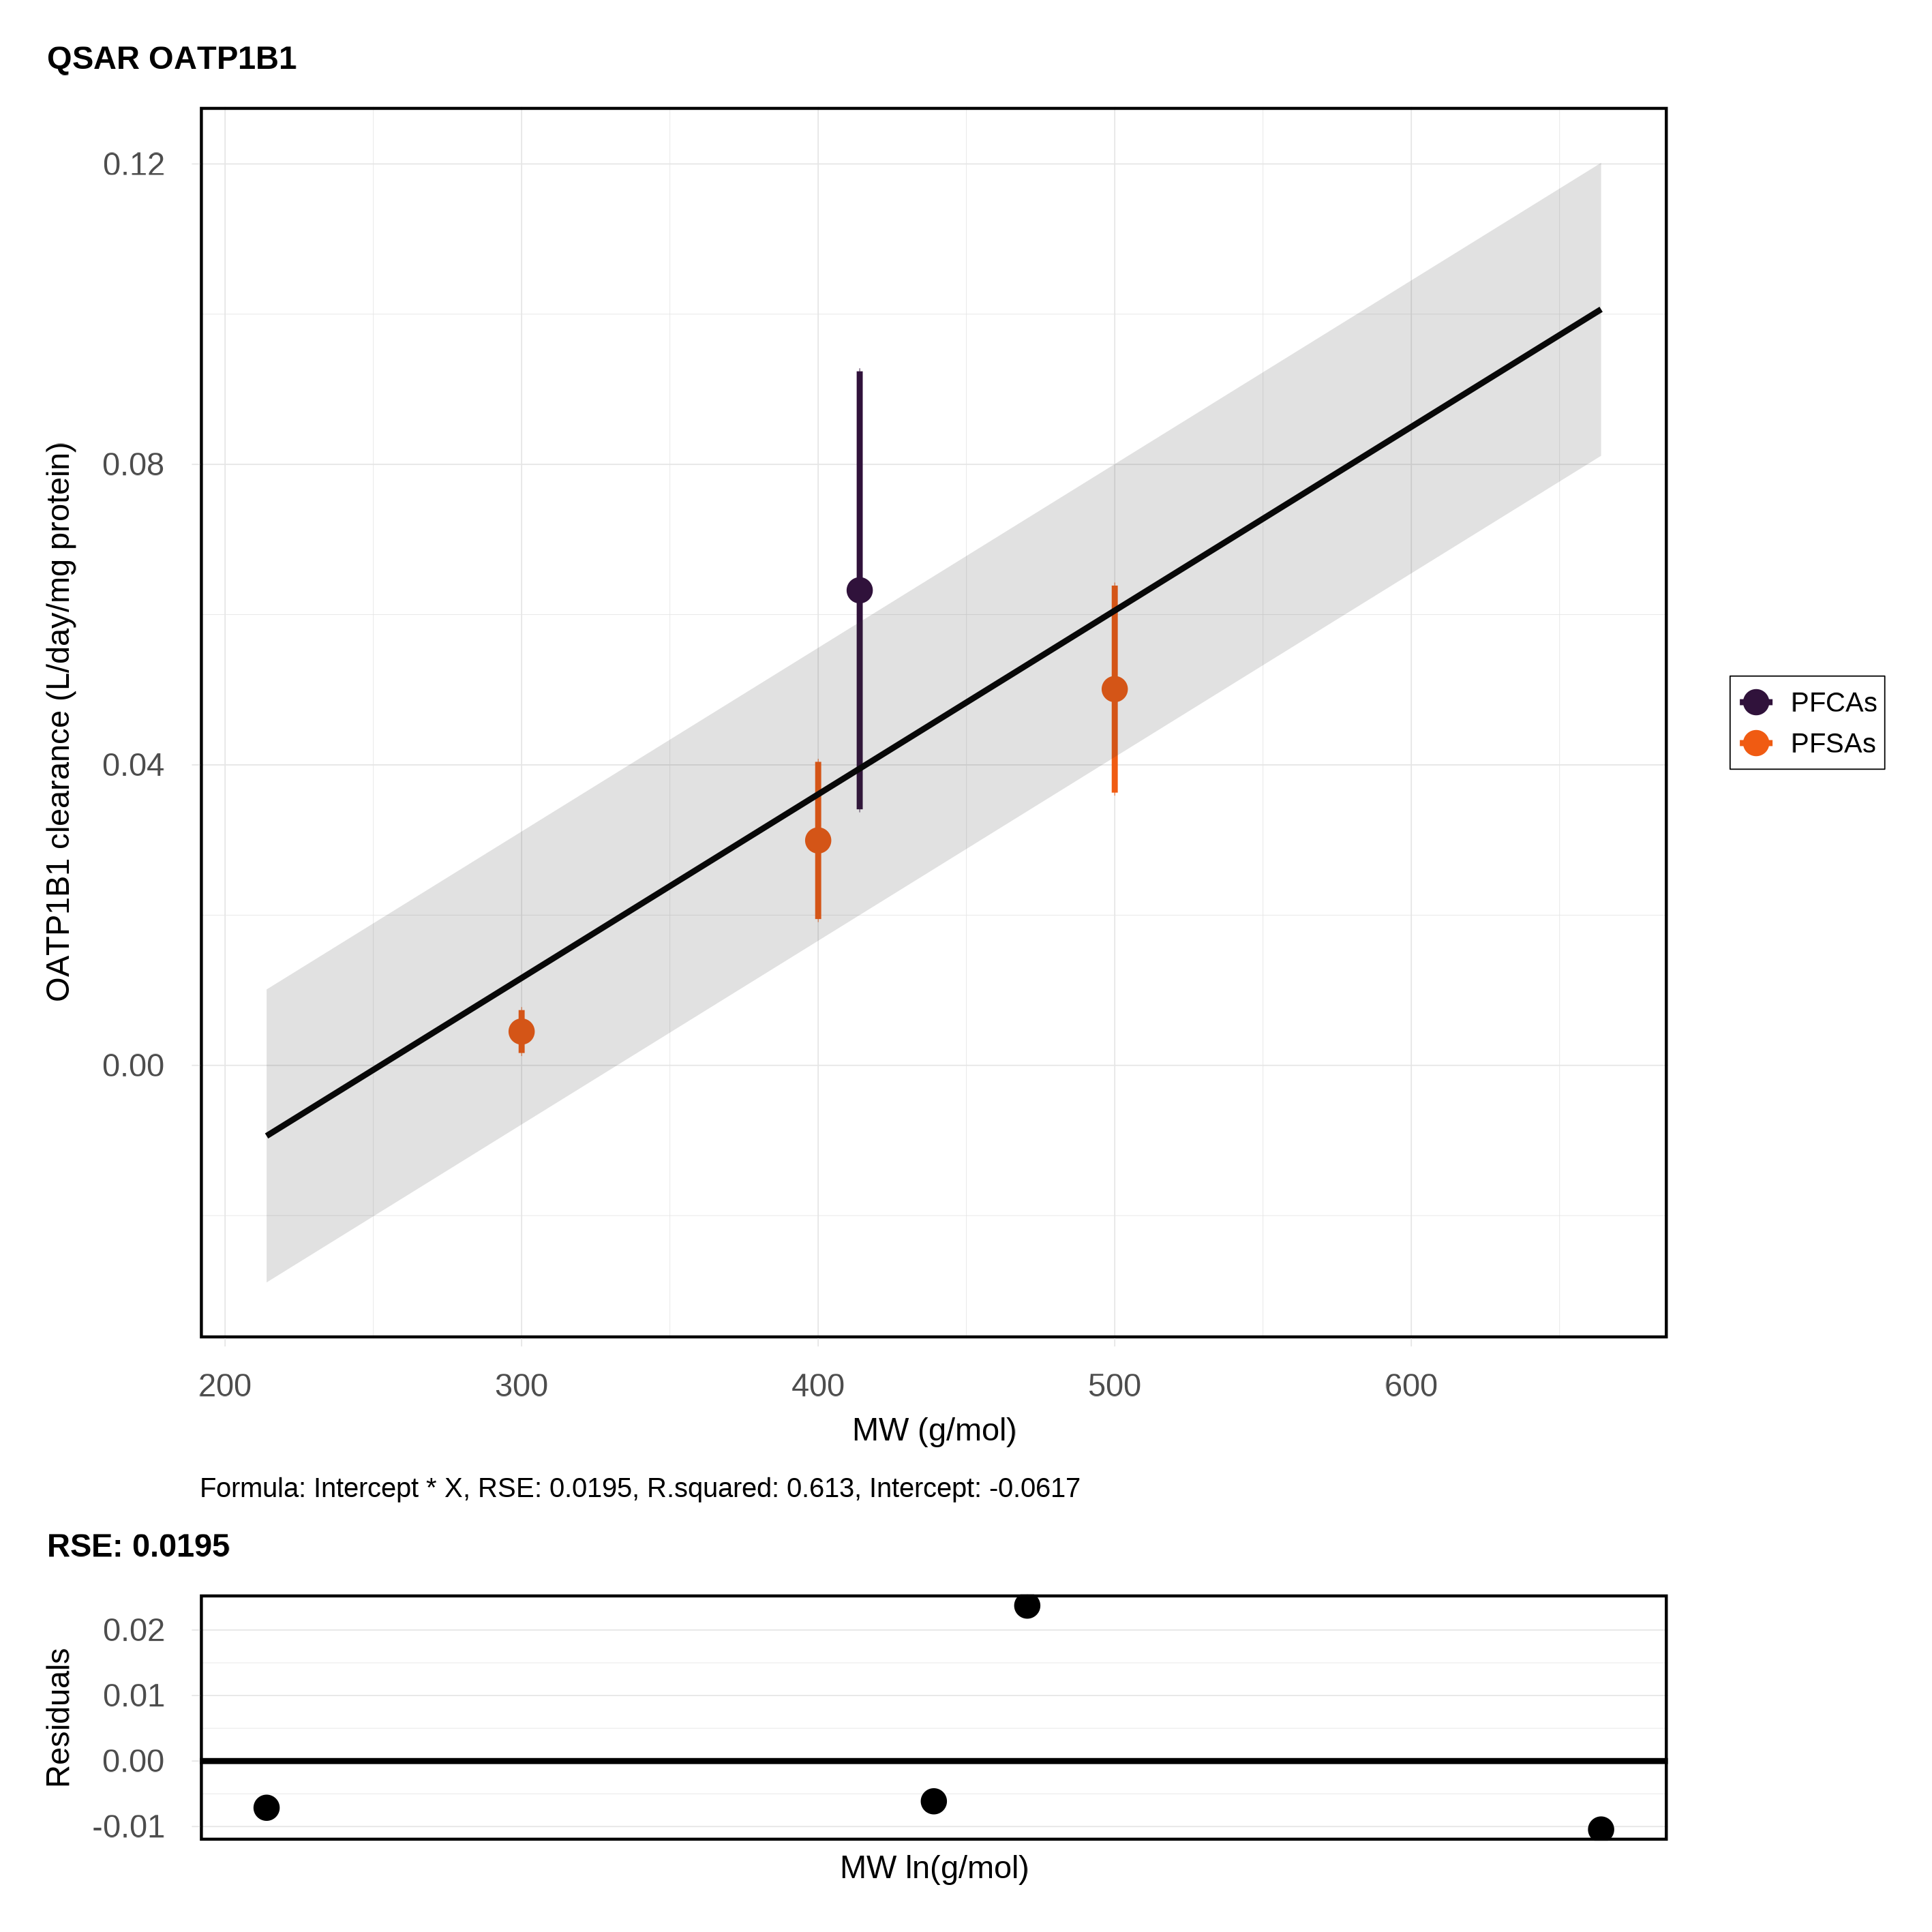 QSAR OATP1B1
OATP1B1 clearance (L/day/mg protein)
0.12
0.08
0.04
0.00
200 300 400 500 600
MW (g/mol)
PFCAs
PFSAs
Formula: Intercept * X, RSE: 0.0195, R.squared: 0.613, Intercept: -0.0617
RSE: 0.0195
Residuals
0.02
0.01
0.00
-0.01
MW ln(g/mol)